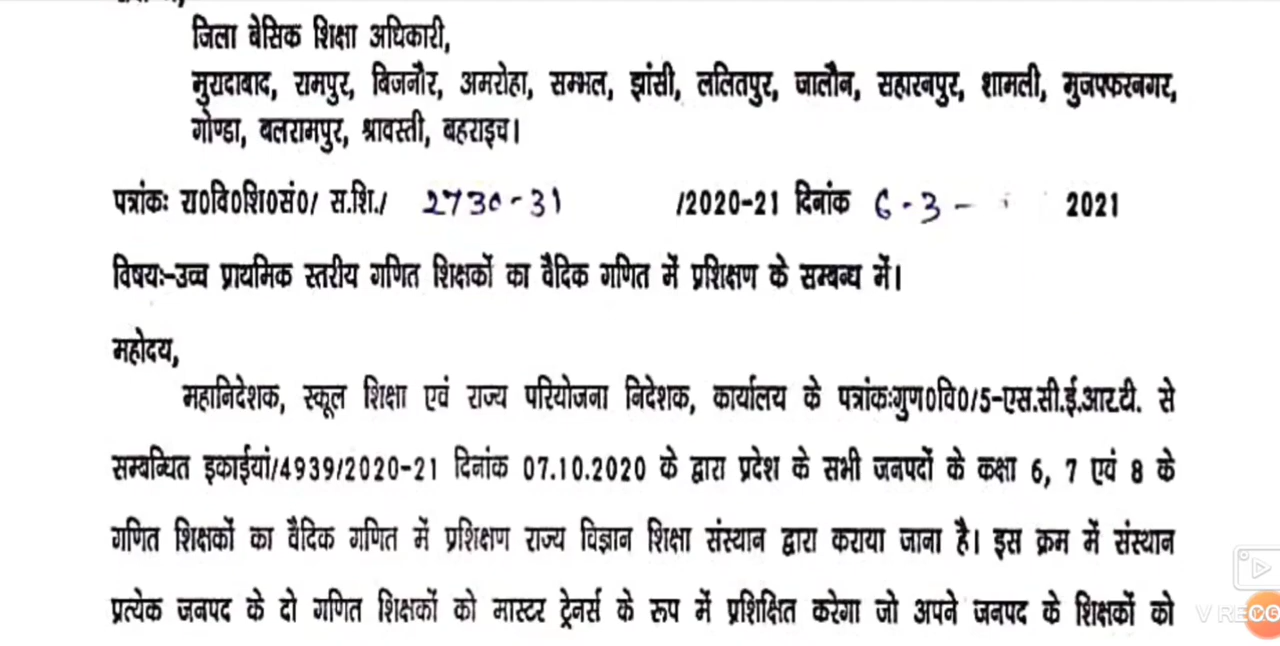 जिला बेसिक शिक्षा अधिकारी,
मुरादाबाद, रामपुर, बिजनौर, अमरोहा, सम्भल, झांसी, ललितपुर, जालौन, सहारनपुर, शामली, मुजफ्फरनगर,
गोण्डा, बलरामपुर, श्रावस्ती, बहराइच।
पत्रांकः रा0वि0शि0सं0/ स.शि./ 2730-31 /2020-21 दिनांक 6-3- 2021
विषयः-उच्च प्राथमिक स्तरीय गणित शिक्षकों का वैदिक गणित में प्रशिक्षण के सम्बन्ध में।
महोदय,
महानिदेशक, स्कूल शिक्षा एवं राज्य परियोजना निदेशक, कार्यालय के पत्रांकःगुण0वि0/5-एस.सी.ई.आर.टी. से
सम्बन्धित इकाईयां/4939/2020-21 दिनांक 07.10.2020 के द्वारा प्रदेश के सभी जनपदों के कक्षा 6, 7 एवं 8 के
गणित शिक्षकों का वैदिक गणित में प्रशिक्षण राज्य विज्ञान शिक्षा संस्थान द्वारा कराया जाना है। इस क्रम में संस्थान
प्रत्येक जनपद के दो गणित शिक्षकों को मास्टर ट्रेनर्स के रुप में प्रशिक्षित करेगा जो अपने जनपद के शिक्षकों को
V RECO